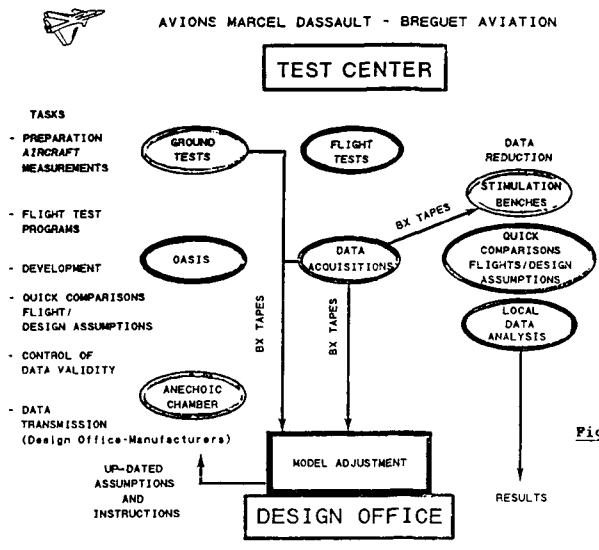 AVIONS MARCEL DASSAULT - BREGUET AVIATION
TEST CENTER
TASKS
- PREPARATION
AIRCRAFT
MEASUREMENTS
- FLIGHT TEST
PROGRAMS
- DEVELOPMENT
- QUICK COMPARISONS
FLIGHT/
DESIGN ASSUMPTIONS
- CONTROL OF
DATA VALIDITY
- DATA
TRANSMISSION
(Design Office-Manufacturers)
GROUND
TESTS
FLIGHT
TESTS
DATA
REDUCTION
STIMULATION
BENCHES
BX TAPES
OASIS
DATA
ACQUISITIONS
QUICK
COMPARISONS
FLIGHTS/DESIGN
ASSUMPTIONS
BX TAPES
BX TAPES
LOCAL
DATA
ANALYSIS
ANECHOIC
CHAMBER
MODEL ADJUSTMENT
UP-DATED
ASSUMPTIONS
AND
INSTRUCTIONS
DESIGN OFFICE
RESULTS